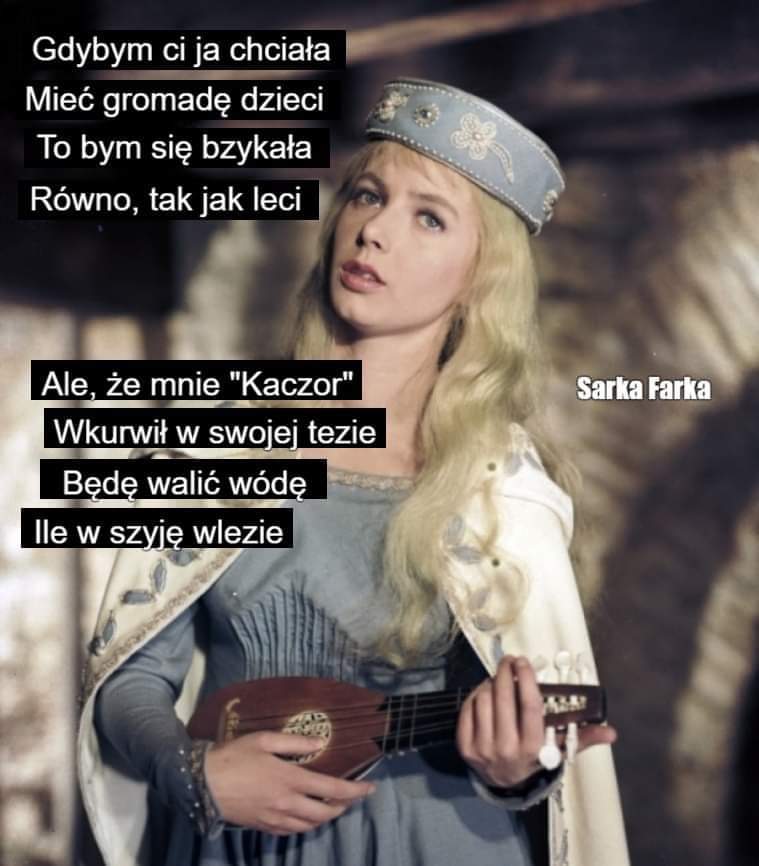 Gdybym ci ja chciała
Mieć gromadę dzieci
To bym się bzykała
Równo, tak jak leci
Ale, że mnie "Kaczor"
Wkurwił w swojej tezie
Będę walić wódę
Ile w szyję wlezie
Sarka Farka